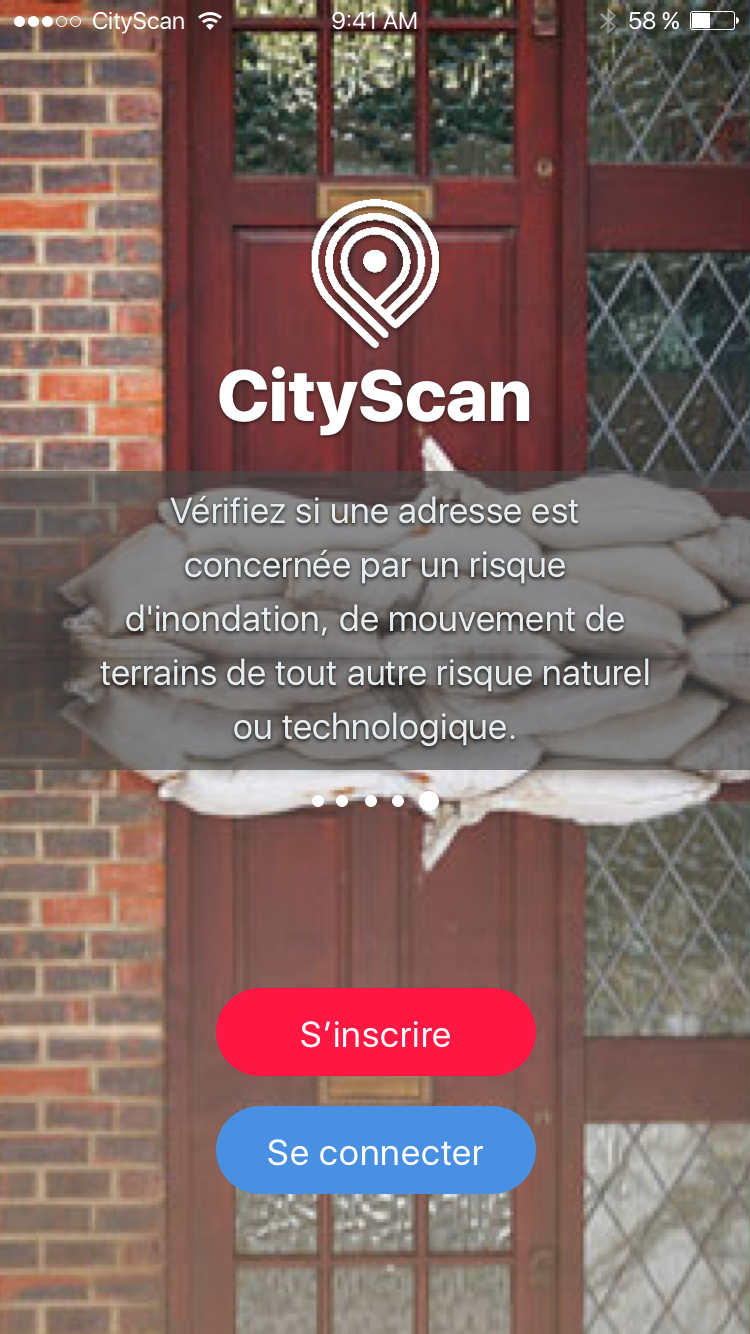 CityScan 9:41 AM 58 %
CityScan
Vérifiez si une adresse est
concernée par un risque
d'inondation, de mouvement de
terrains de tout autre risque naturel
ou technologique.
S’inscrire
Se connecter